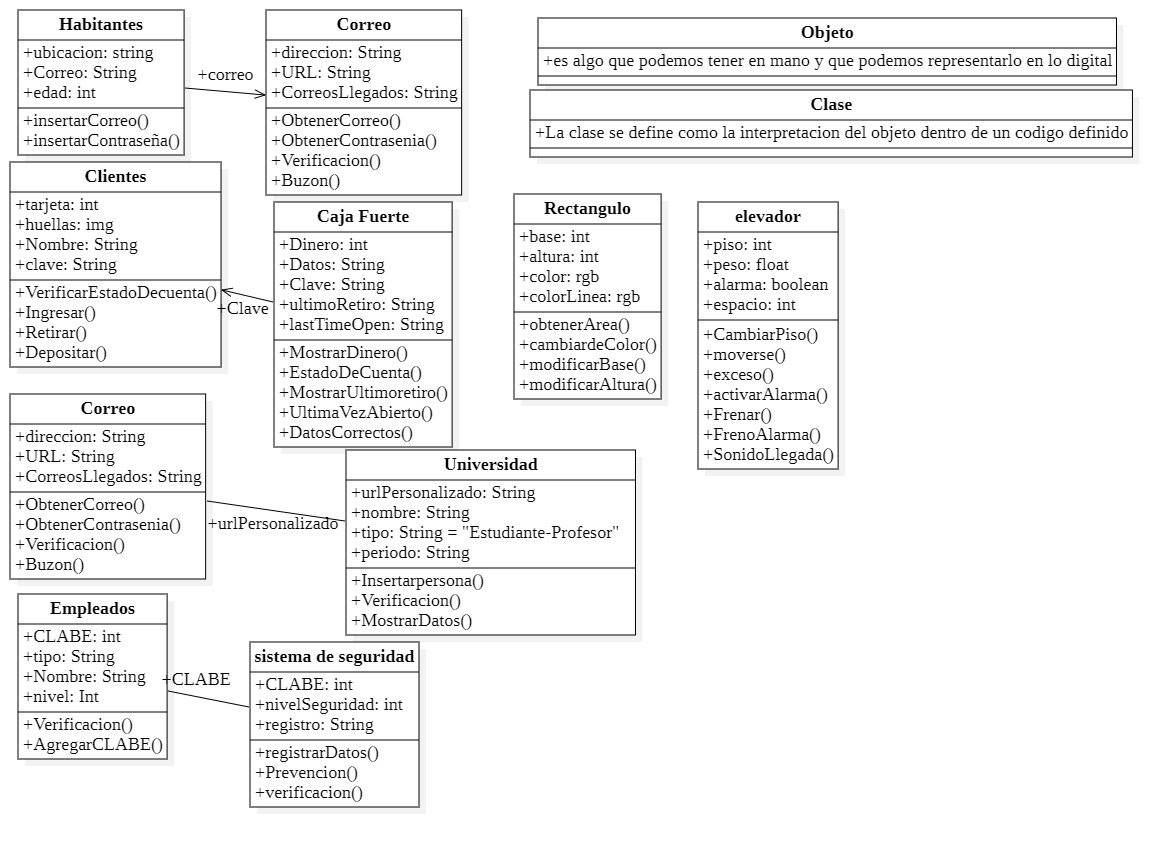 Habitantes
+ubicacion: string
+Correo: String
+edad: int
+insertarCorreo()
+insertarContraseña()
+correo
Correo
+direccion: String
+URL: String
+CorreosLlegados: String
+ObtenerCorreo()
+ObtenerContrasenia()
+Verificacion()
+Buzon()
Objeto
+es algo que podemos tener en mano y que podemos representarlo en lo digital
Clase
+La clase se define como la interpretacion del objeto dentro de un codigo definido
Clientes
+tarjeta: int
+huellas: img
+Nombre: String
+clave: String
+VerificarEstadoDecuenta()
+Ingresar()
+Retirar()
+Depositar()
+Clave
Caja Fuerte
+Dinero: int
+Datos: String
+Clave: String
+ultimoRetiro: String
+lastTimeOpen: String
+MostrarDinero()
+EstadoDeCuenta()
+MostrarUltimoretiro()
+UltimaVezAbierto()
+DatosCorrectos()
Rectangulo
+base: int
+altura: int
+color: rgb
+colorLinea: rgb
+obtenerArea()
+cambiardeColor()
+modificarBase()
+modificarAltura()
elevador
+piso: int
+peso: float
+alarma: boolean
+espacio: int
+CambiarPiso()
+moverse()
+exceso()
+activarAlarma()
+Frenar()
+FrenoAlarma()
+SonidoLlegada()
Correo
+direccion: String
+URL: String
+CorreosLlegados: String
+ObtenerCorreo()
+ObtenerContrasenia()
+Verificacion()
+Buzon()
+urlPersonalizado
Universidad
+urlPersonalizado: String
+nombre: String
+tipo: String = "Estudiante-Profesor"
+periodo: String
+Insertarpersona()
+Verificacion()
+MostrarDatos()
Empleados
+CLABE: int
+tipo: String
+Nombre: String
+nivel: Int
+Verificacion()
+AgregarCLABE()
+CLABE
sistema de seguridad
+CLABE: int
+nivelSeguridad: int
+registro: String
+registrarDatos()
+Prevencion()
+verificacion()